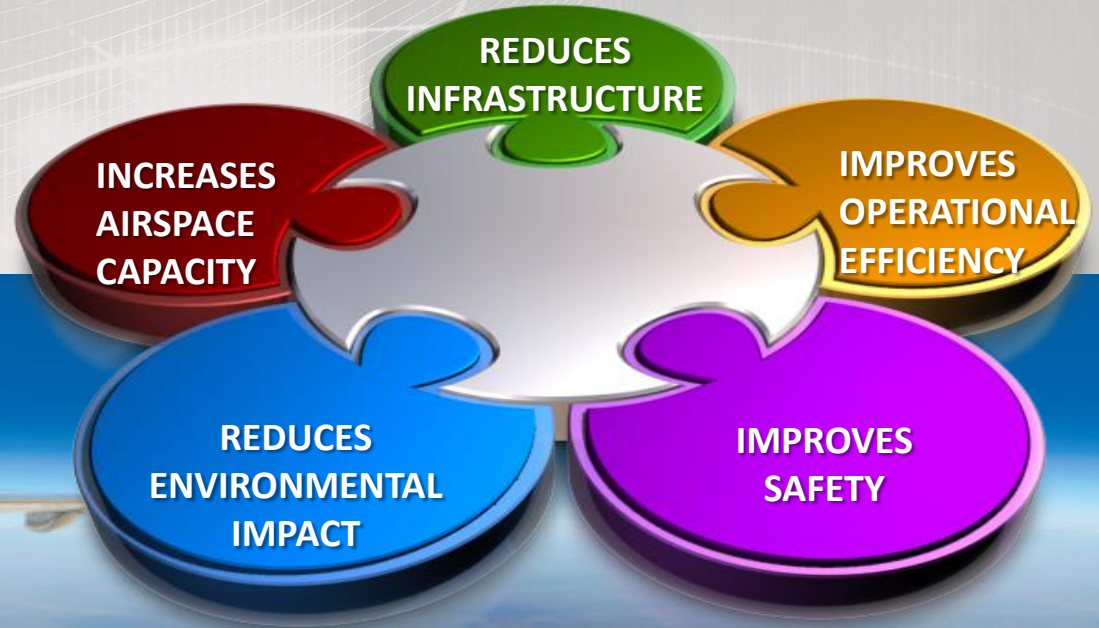 REDUCES
INFRASTRUCTURE
INCREASES
AIRSPACE
CAPACITY
IMPROVES
OPERATIONAL
EFFICIENCY
REDUCES
ENVIRONMENTAL
IMPACT
IMPROVES
SAFETY